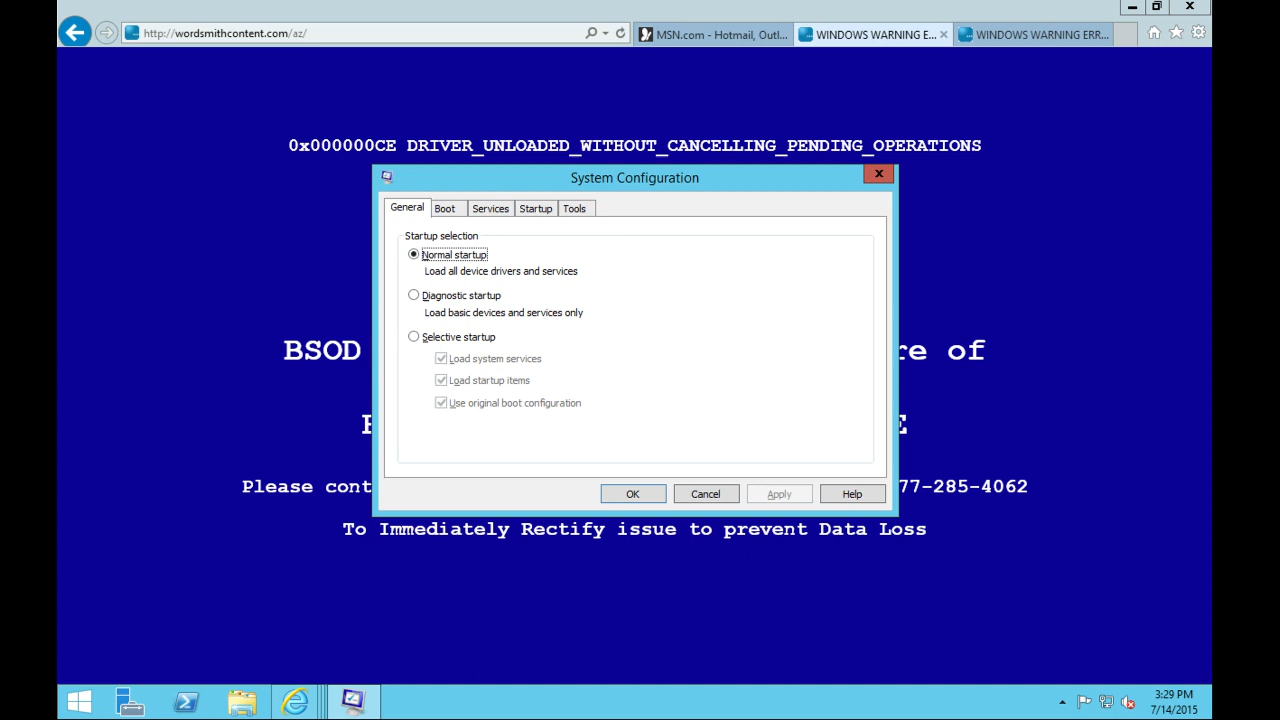 http://wordsmithcontent.com/az/
MSN.com - Hotmail, Outl...
WINDOWS WARNING E...
WINDOWS WARNING ERR...
0x000000CE DRIVER_UNLOADED_WITHOUT_CANCELLING_PENDING_OPERATIONS
System Configuration
General Boot Services Startup Tools
Startup selection
Normal startup
Load all device drivers and services
Diagnostic startup
Load basic devices and services only
Selective startup
Load system services
Load startup items
Use original boot configuration
OK Cancel Apply Help
BSOD re of
E
Please cont 77-285-4062
To Immediately Rectify issue to prevent Data Loss
3:29 PM
7/14/2015